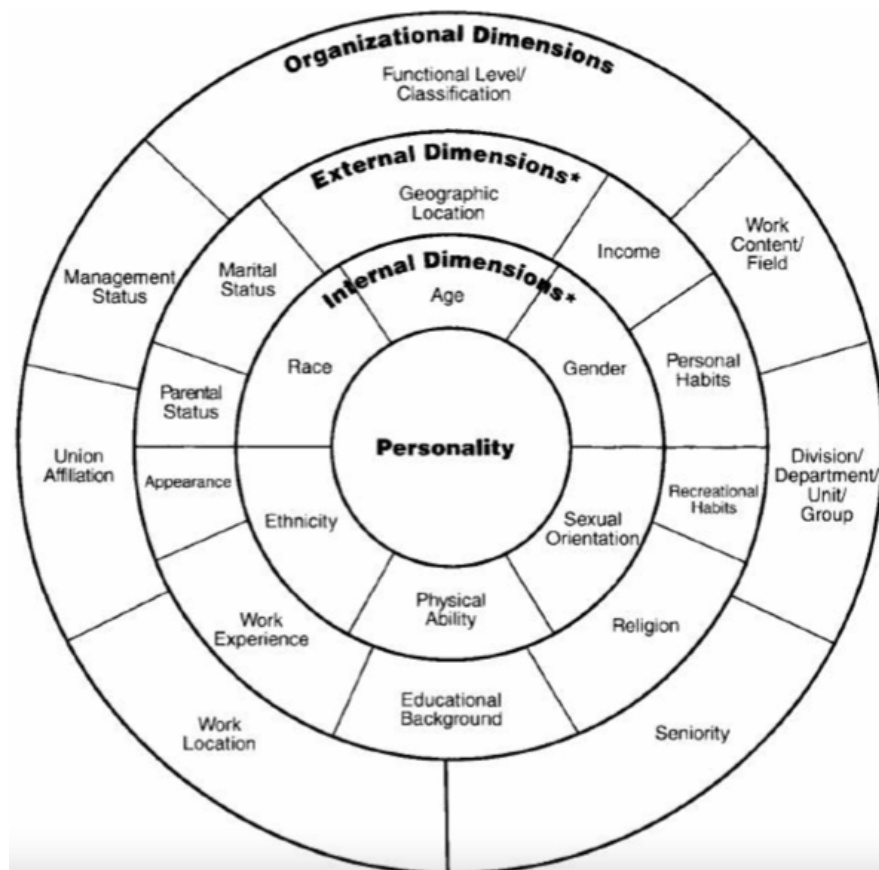 Organizational Dimensions
Functional Level/
Classification
External Dimensions*
Geographic
Location
Income
Work
Content/
Field
Management
Status
Marital
Status
Internal Dimensions*
Age
Race
Gender
Personal
Habits
Parental
Status
Personality
Union
Affiliation
Appearance
Ethnicity
Sexual
Orientation
Recreational
Habits
Division/
Department/
Unit/
Group
Physical
Ability
Work
Experience
Religion
Educational
Background
Work
Location
Seniority